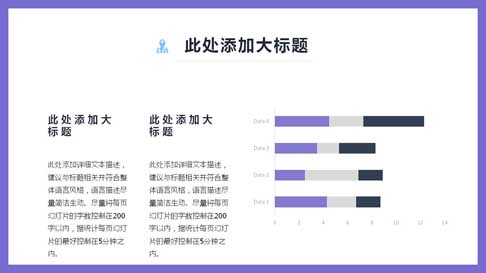 此处添加大标题
此处添加大
标题
此处添加详细文本描述，
建议与标题相关并符合整
体语言风格，语言描述尽
量简洁生动。尽量将每页
幻灯片的字数控制在200
字以内，据统计每页幻灯
片的最好控制在5分钟之
内。
此处添加大
标题
此处添加详细文本描述，
建议与标题相关并符合整
体语言风格，语言描述尽
量简洁生动。尽量将每页
幻灯片的字数控制在200
字以内，据统计每页幻灯
片的最好控制在5分钟之
内。
Data 4
Data 3
Data 2
Data 1
0 2 4 6 8 10 12 14